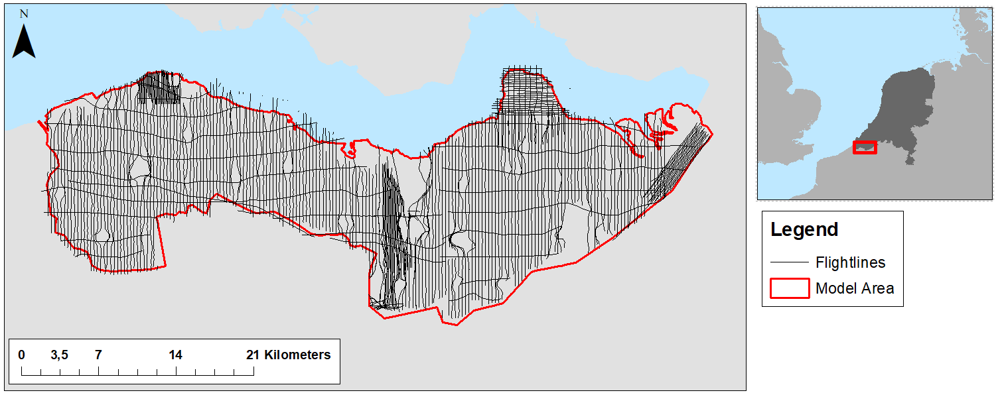 N
0 3,5 7 14 21 Kilometers
Legend
Flightlines
Model Area